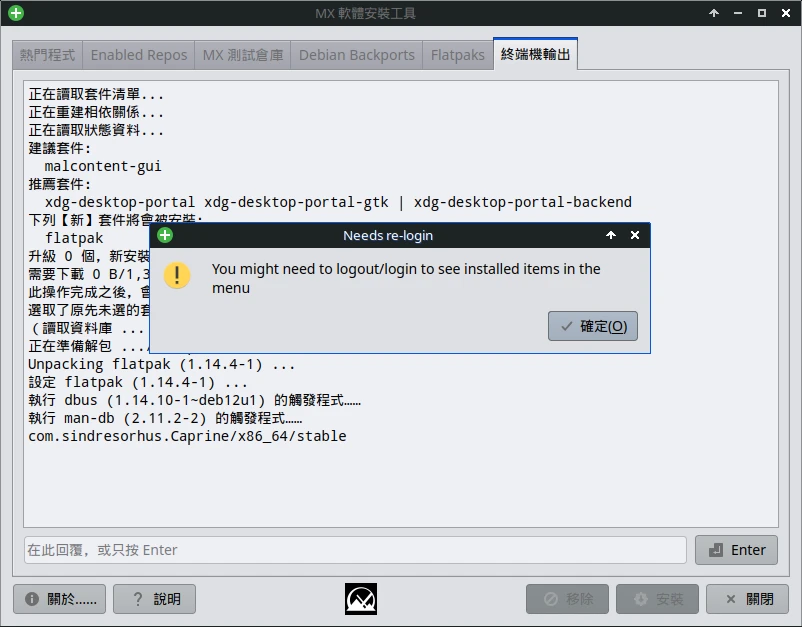 MX 軟體安裝工具
熱門程式 Enabled Repos MX 測試倉庫 Debian Backports Flatpaks 終端機輸出
正在讀取套件清單...
正在重建相依關係...
正在讀取狀態資料...
建議套件:
malcontent-gui
推薦套件:
xdg-desktop-portal xdg-desktop-portal-gtk | xdg-desktop-portal-backend
下列【新】套件將會被安裝:
flatpak
升級 0 個，新安裝
需要下載 0 B/1,3
此操作完成之後，會
選取了原先未選的套
（讀取資料庫 ...
正在準備解包 .../
Needs re-login
You might need to logout/login to see installed items in the
menu
確定(O)
Unpacking flatpak (1.14.4-1) ...
設定 flatpak (1.14.4-1) ...
執行 dbus (1.14.10-1~deb12u1) 的觸發程式……
執行 man-db (2.11.2-2) 的觸發程式……
com.sindresorhus.Caprine/x86_64/stable
在此回覆，或只按 Enter
Enter
關於…… 說明 移除 安裝 關閉